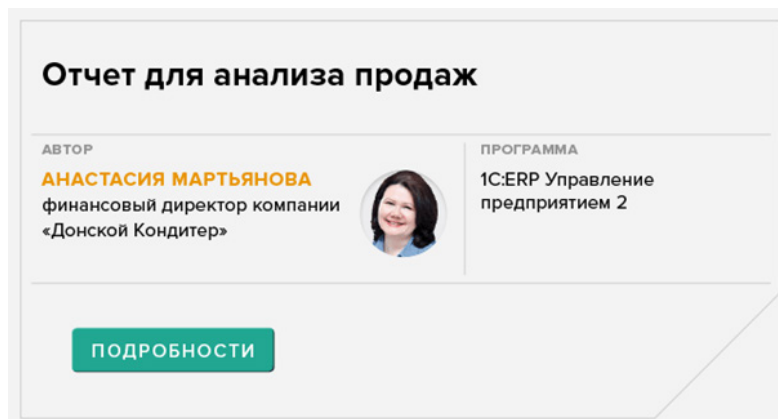 Отчет для анализа продаж
АВТОР
АНАСТАСИЯ МАРТЬЯНОВА
финансовый директор компании
«Донской Кондитер»
ПРОГРАММА
1С:ERP Управление
предприятием 2
ПОДРОБНОСТИ